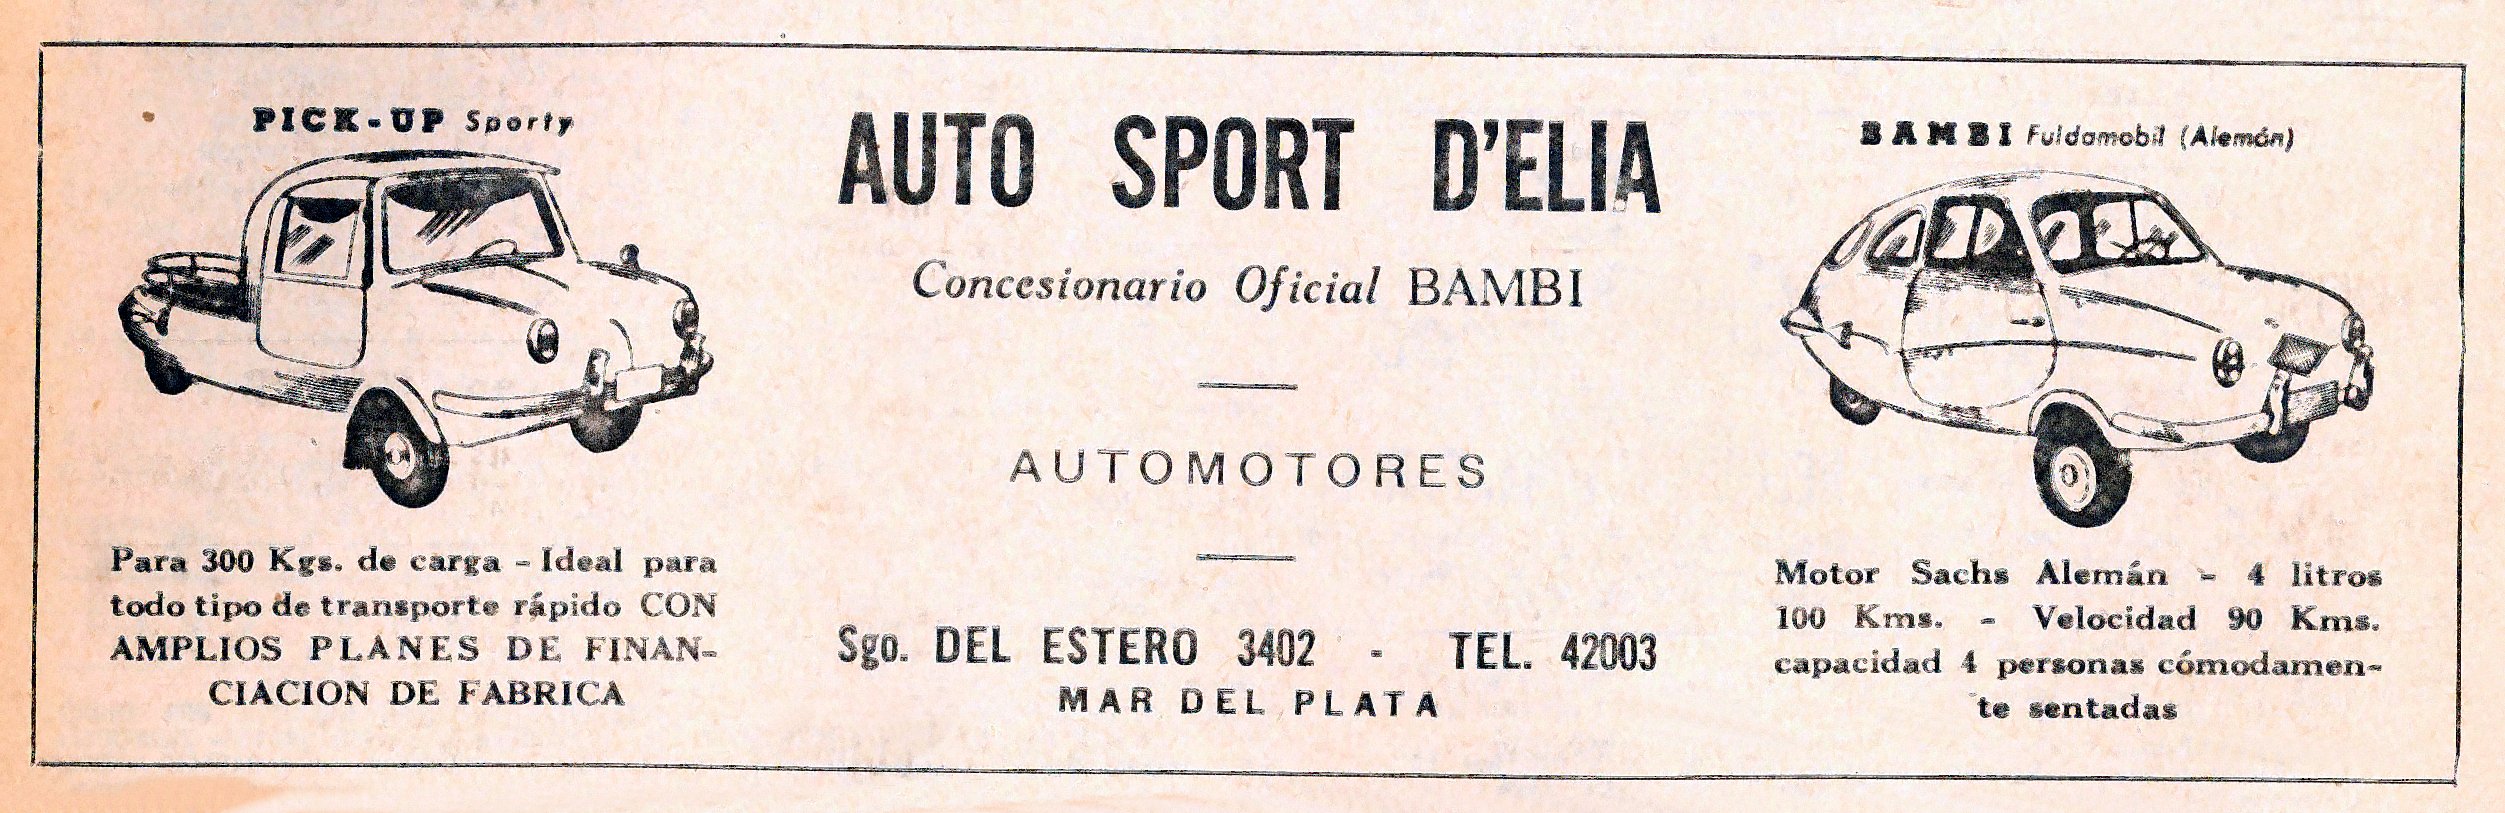 PICK-UP Sporty
Para 300 Kgs. de carga - Ideal para
todo tipo de transporte rápido CON
AMPLIOS PLANES DE FINAN-
CIACION DE FABRICA
AUTO SPORT D'ELIA
Concesionario Oficial BAMBI
AUTOMOTORES
Sgo. DEL ESTERO 3402 - TEL. 42003
MAR DEL PLATA
BAMBI Fuldamobil (Alemán)
Motor Sachs Alemán - 4 litros
100 Kms. - Velocidad 90 Kms.
capacidad 4 personas cómodamen-
te sentadas